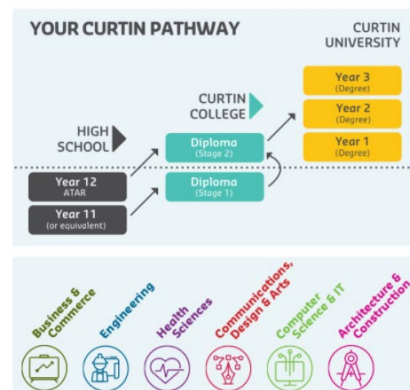 YOUR CURTIN PATHWAY
CURTIN
UNIVERSITY
Year 3
(Degree)
Year 2
(Degree)
Year 1
(Degree)
CURTIN
COLLEGE
Diploma
(Stage 2)
Diploma
(Stage 1)
HIGH
SCHOOL
Year 12
ATAR
Year 11
(or equivalent)
Business &
Commerce
Engineering
Health
Sciences
Communications,
Design & Arts
Computer
Science & IT
Architecture &
Construction